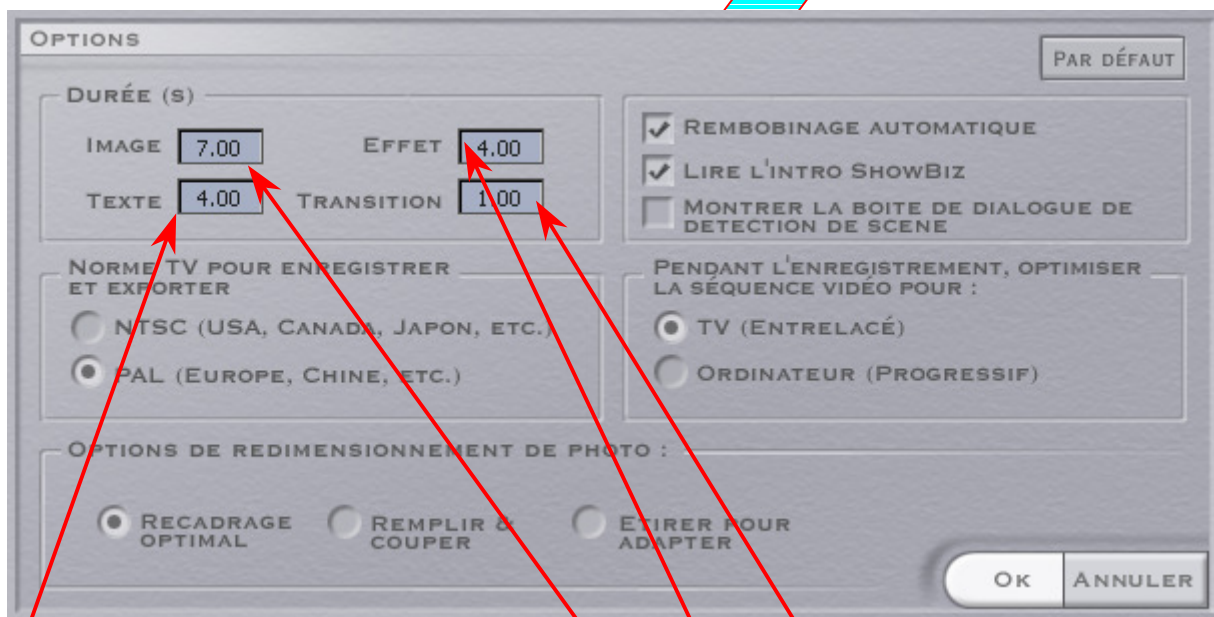 OPTIONS
PAR DÉFAUT
DURÉE (S)
IMAGE 7.00 EFFET 4.00
TEXTE 4.00 TRANSITION 1.00
REMBOBINAGE AUTOMATIQUE
LIRE L'INTRO SHOWBIZ
MONTRER LA BOITE DE DIALOGUE DE
DETECTION DE SCENE
NORME TV POUR ENREGISTRER
ET EXPORTER
NTSC (USA, CANADA, JAPON, ETC.)
PAL (EUROPE, CHINE, ETC.)
PENDANT L'ENREGISTREMENT, OPTIMISER
LA SÉQUENCE VIDÉO POUR :
TV (ENTRELACÉ)
ORDINATEUR (PROGRESSIF)
OPTIONS DE REDIMENSIONNEMENT DE PHOTO :
RECADRAGE
OPTIMAL
REMPLIR &
COUPER
ETIRER POUR
ADAPTER
OK
ANNULER